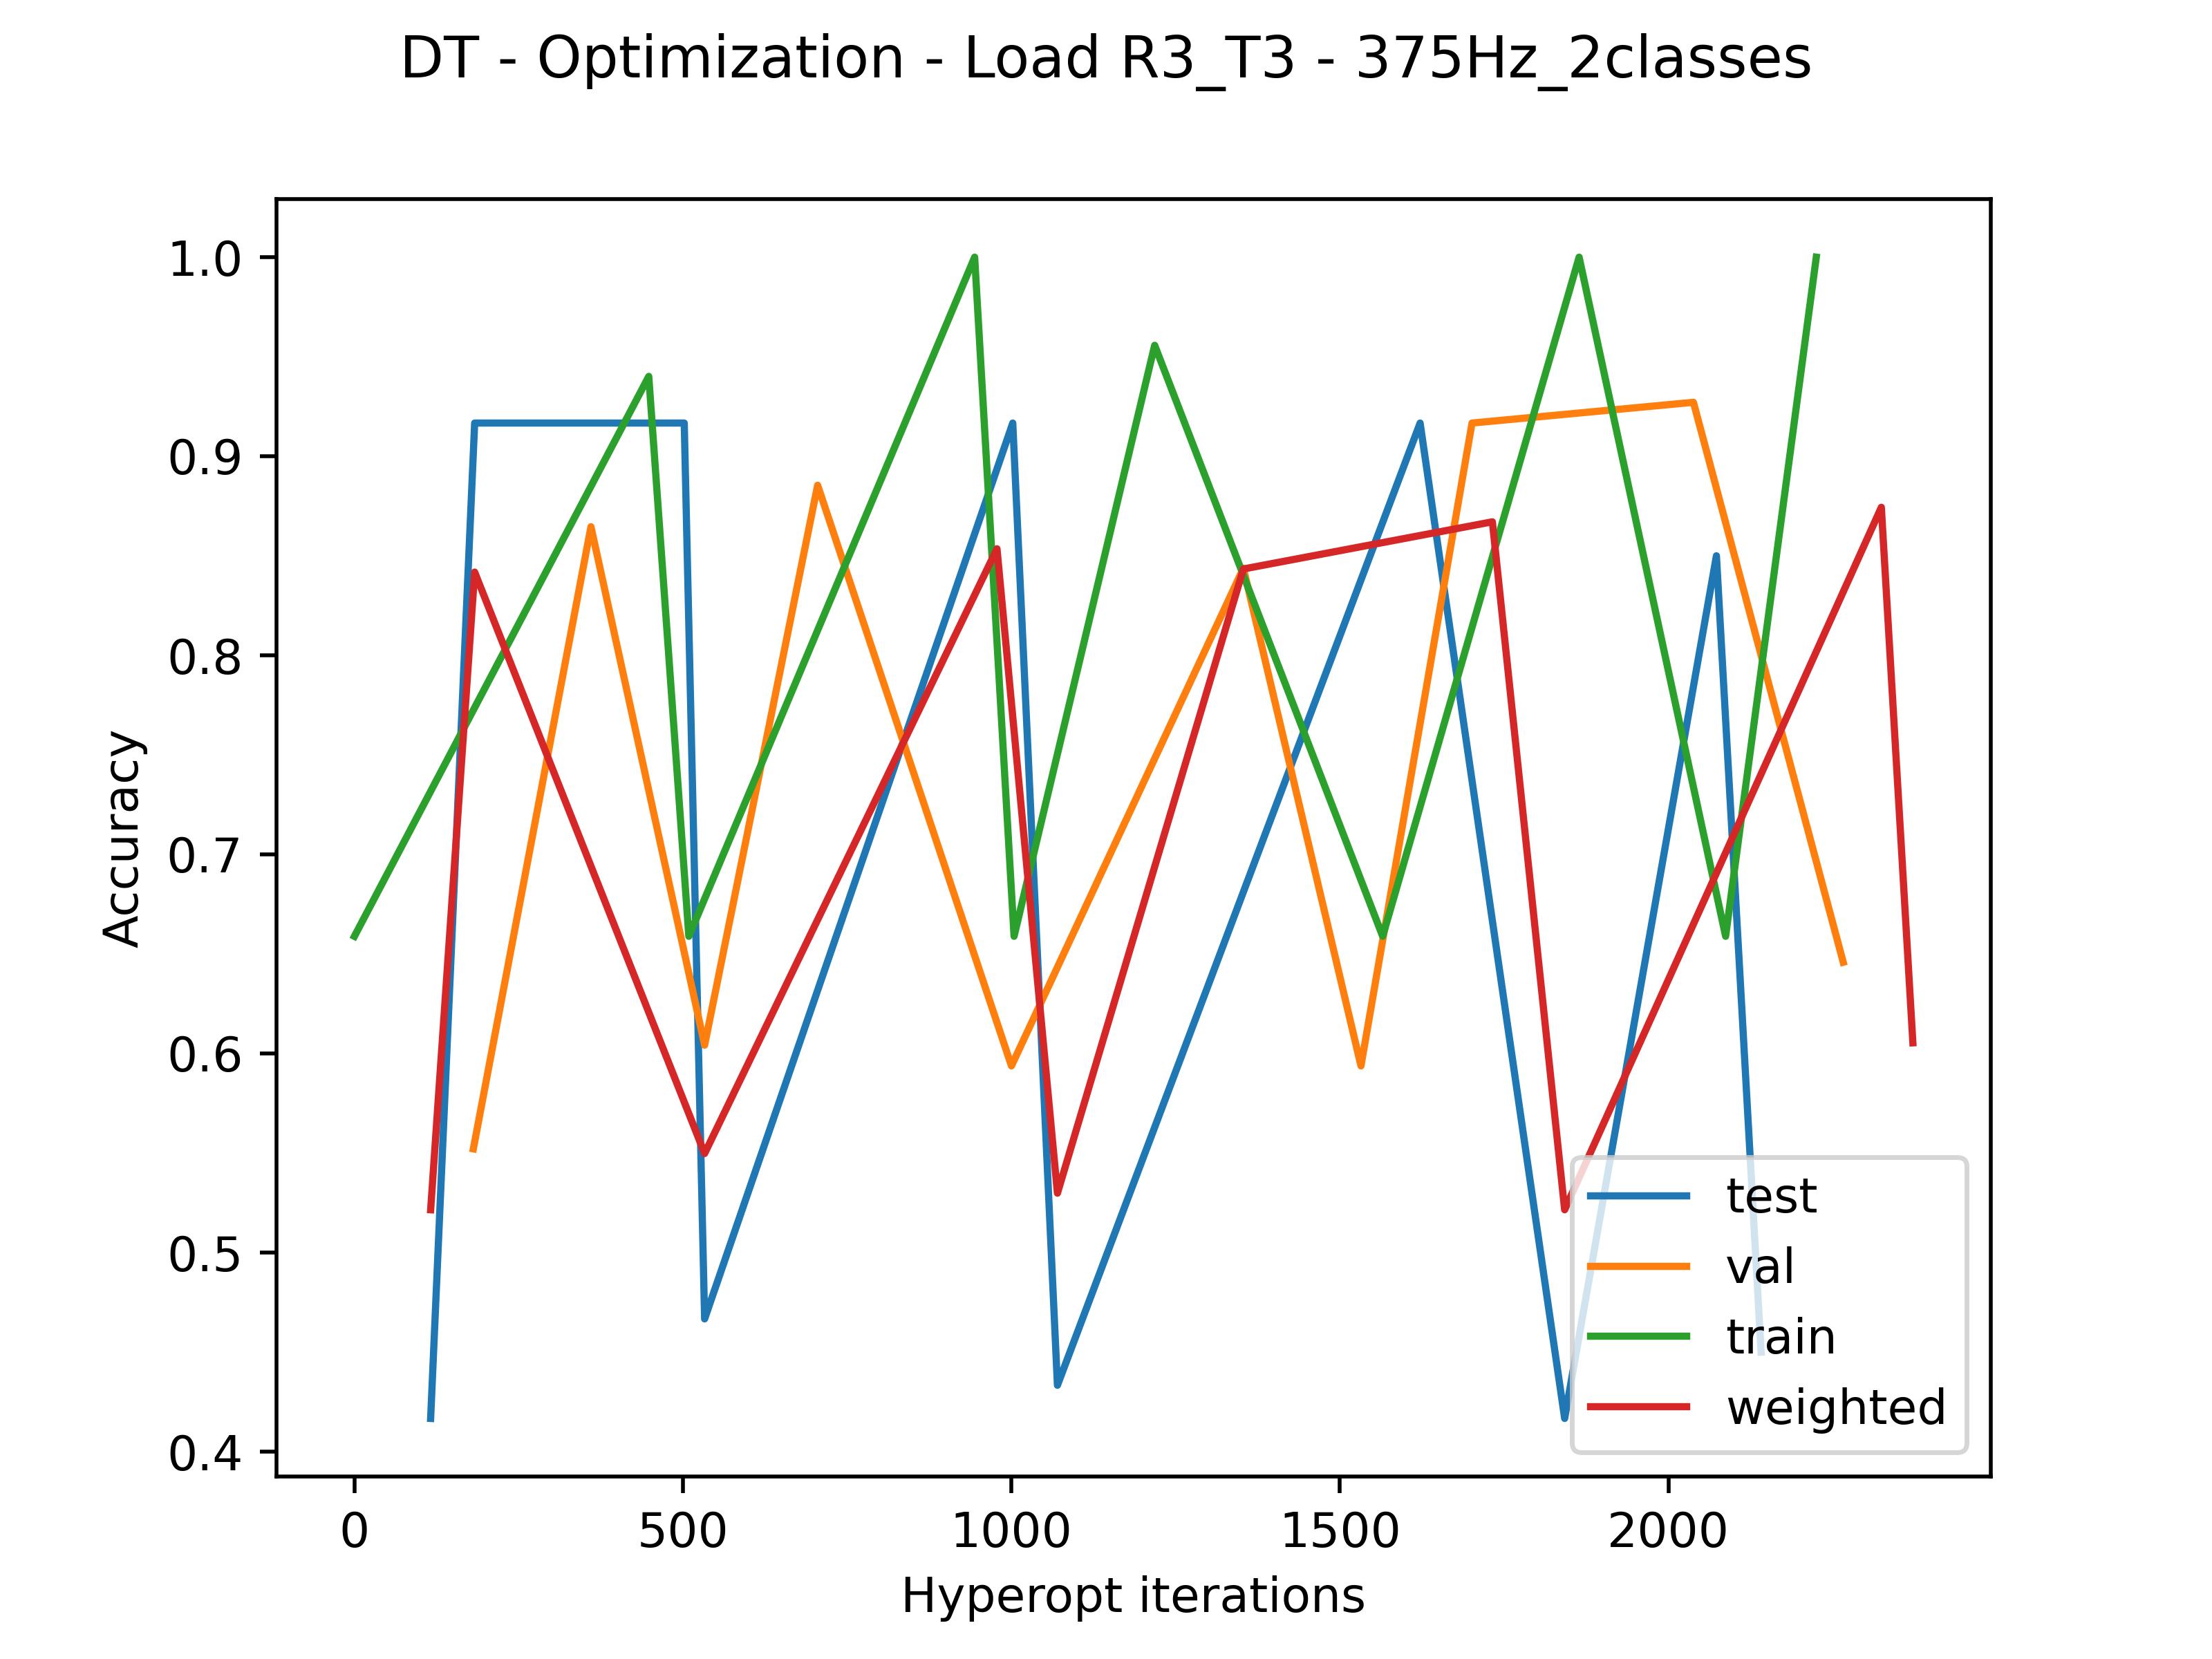 DT - Optimization - Load R3_T3 - 375Hz_2classes
1.0
0.9
0.8
0.7
0.6
0.5
0.4
Accuracy
0
500
1000
1500
2000
Hyperopt iterations
test
val
train
weighted